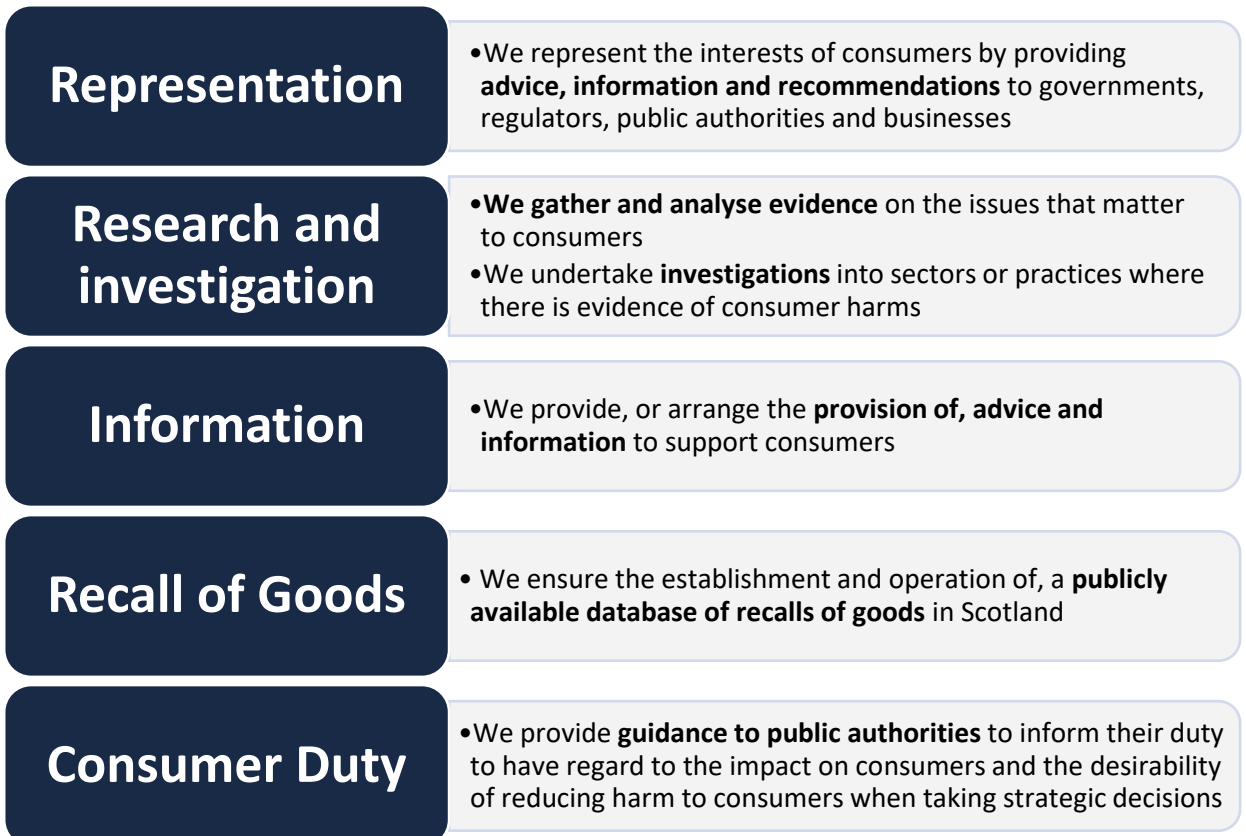 Representation
•We represent the interests of consumers by providing
advice, information and recommendations to governments,
regulators, public authorities and businesses
Research and
investigation
•We gather and analyse evidence on the issues that matter
to consumers
•We undertake investigations into sectors or practices where
there is evidence of consumer harms
Information
•We provide, or arrange the provision of, advice and
information to support consumers
Recall of Goods
• We ensure the establishment and operation of, a publicly
available database of recalls of goods in Scotland
Consumer Duty
•We provide guidance to public authorities to inform their duty
to have regard to the impact on consumers and the desirability
of reducing harm to consumers when taking strategic decisions